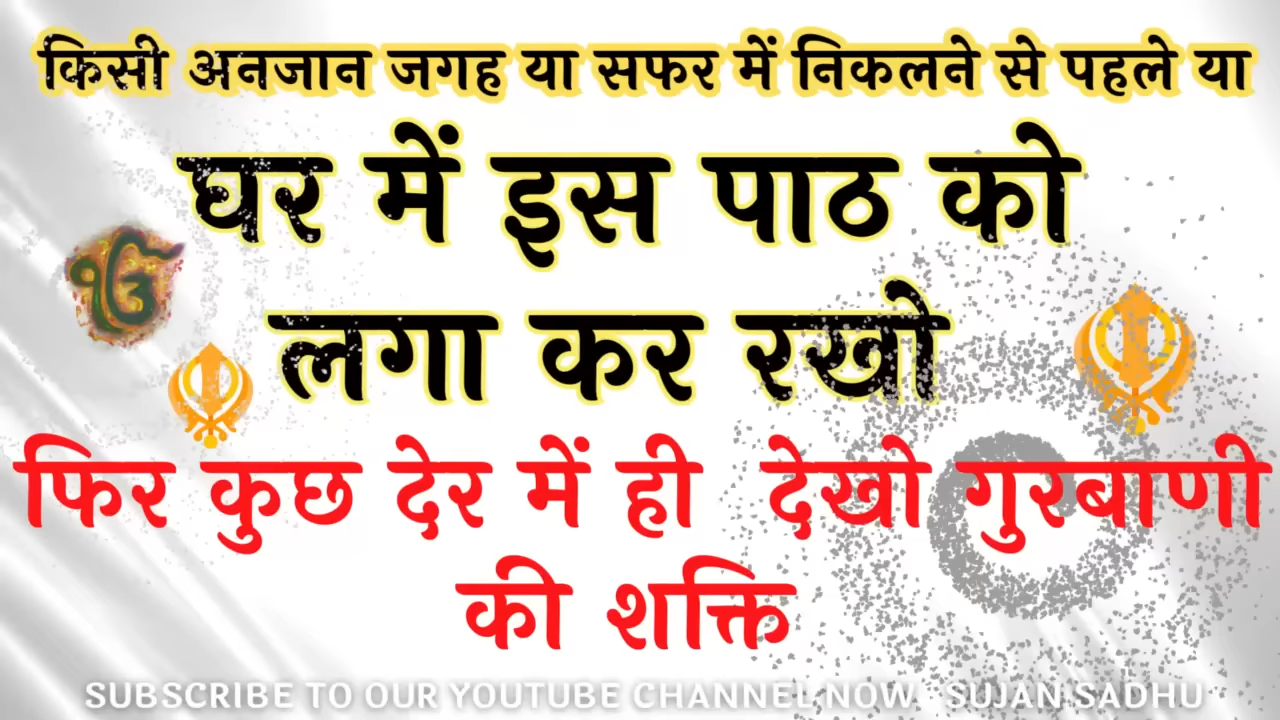 किसी अनजान जगह या सफर में निकलने से पहले या
घर में इस पाठ को
लगा कर रखो
फिर कुछ देर में ही देखो गुरबाणी
की शक्ति
ੴ
SUBSCRIBE TO OUR YOUTUBE CHANNEL NOW - SUJAN SADHU